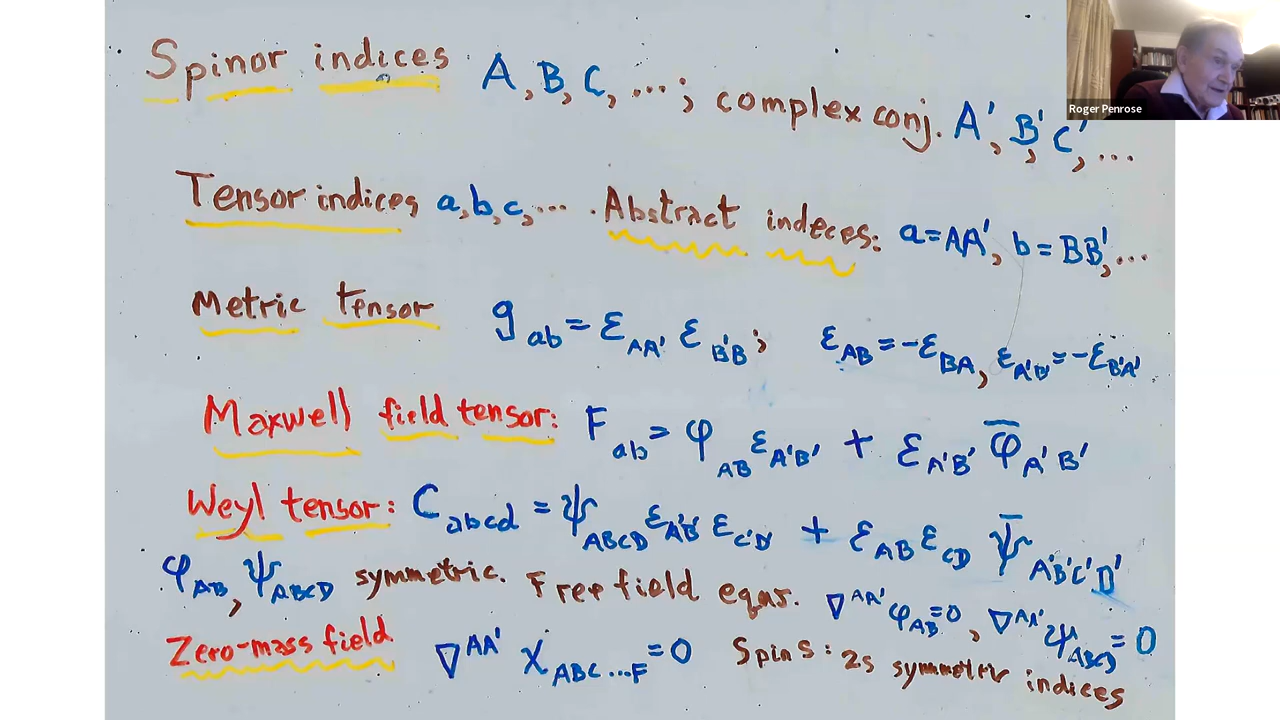 Spinor indices A, B, C, ...; complex conj. A', B', C', ...
Roger Penrose
Tensor indices a, b, c, ... . Abstract indeces: a=AA', b=BB', ...
Metric tensor g_ab = ε_AA' ε_B'B; ε_AB = -ε_BA, ε_A'B' = -ε_B'A'
Maxwell field tensor: F_ab = φ_AB ε_A'B' + ε_A'B' φ̄_A'B'
Weyl tensor: C_abcd = ψ_ABCD ε_A'B' ε_C'D' + ε_AB ε_CD ψ̄_A'B'C'D'
φ_AB, ψ_ABCD symmetric. Free field eqns. ∇^AA' φ_AB = 0, ∇^AA' ψ_ABCD = 0
Zero-mass field ∇^AA' χ_ABC...F = 0 Spin s: 2s symmetric indices